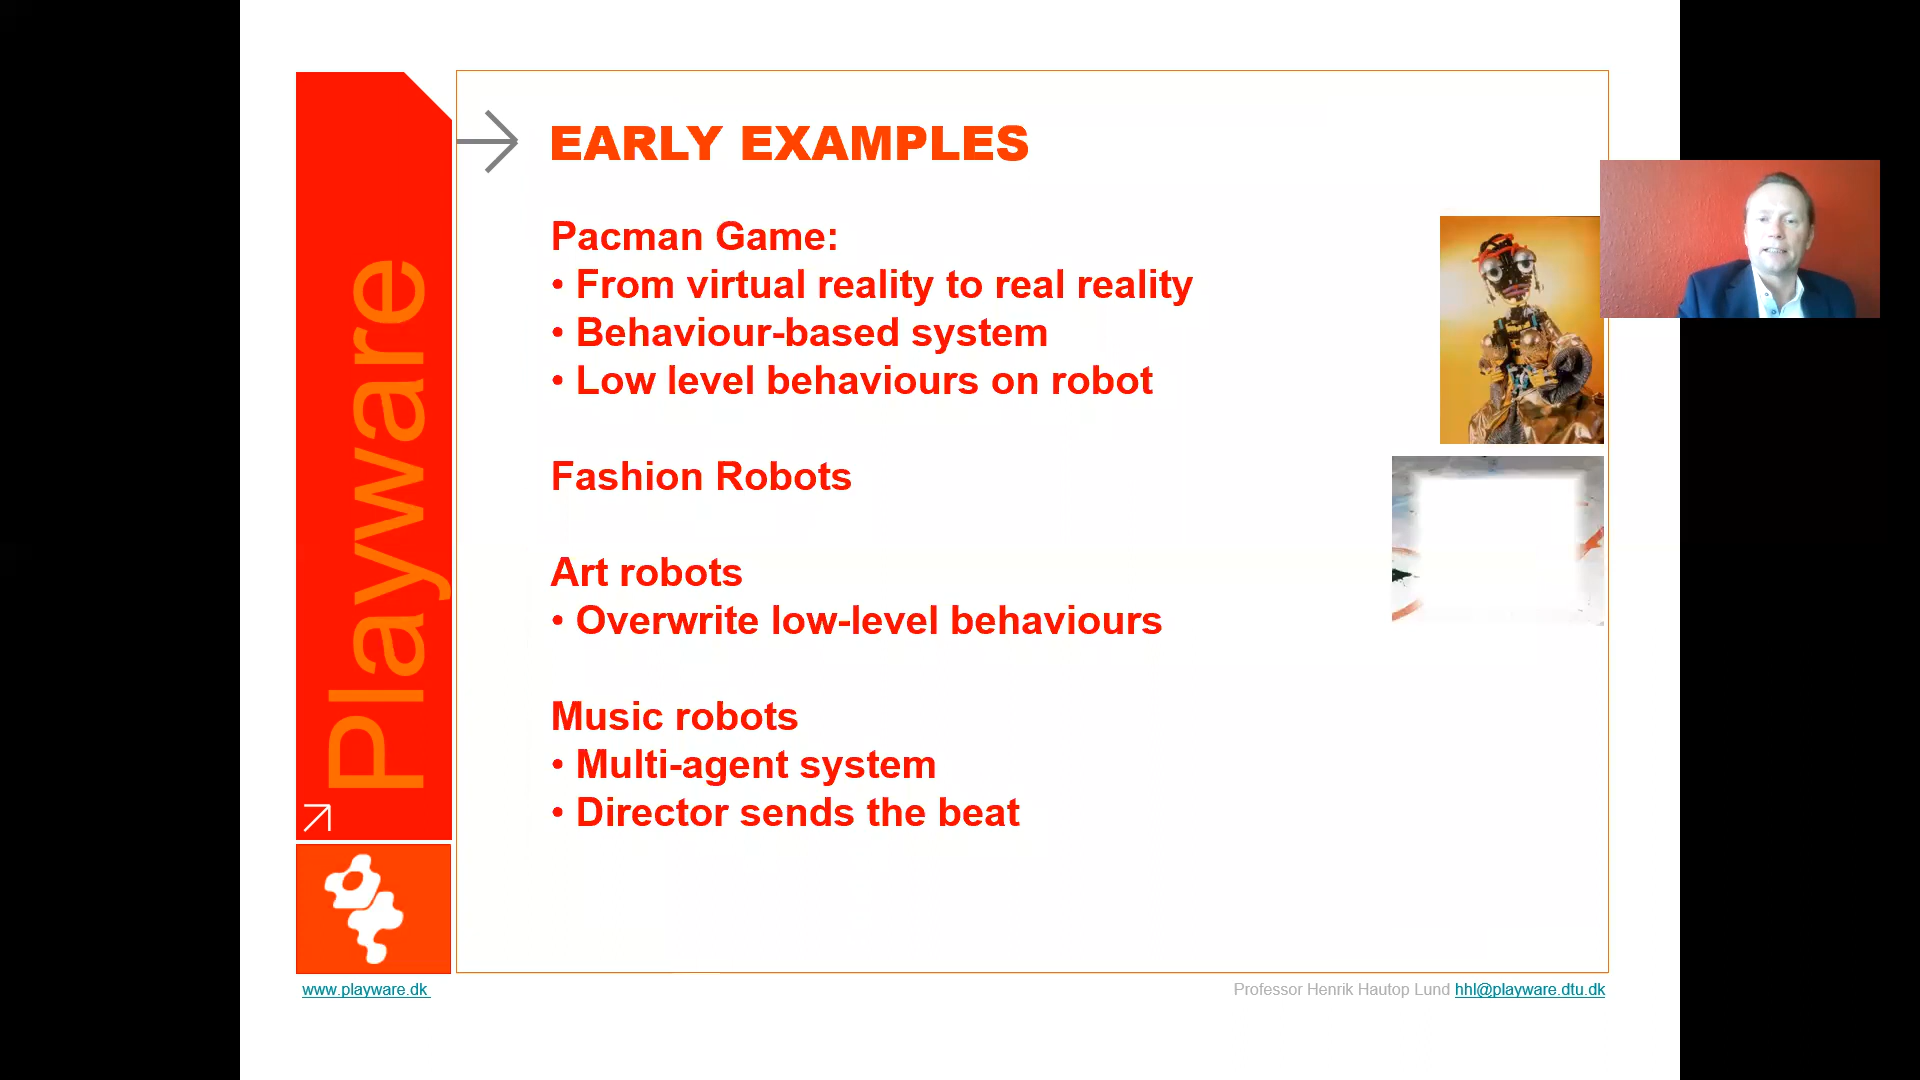 Playware
EARLY EXAMPLES
Pacman Game:
• From virtual reality to real reality
• Behaviour-based system
• Low level behaviours on robot
Fashion Robots
Art robots
• Overwrite low-level behaviours
Music robots
• Multi-agent system
• Director sends the beat
www.playware.dk
Professor Henrik Hautop Lund hhl@playware.dtu.dk